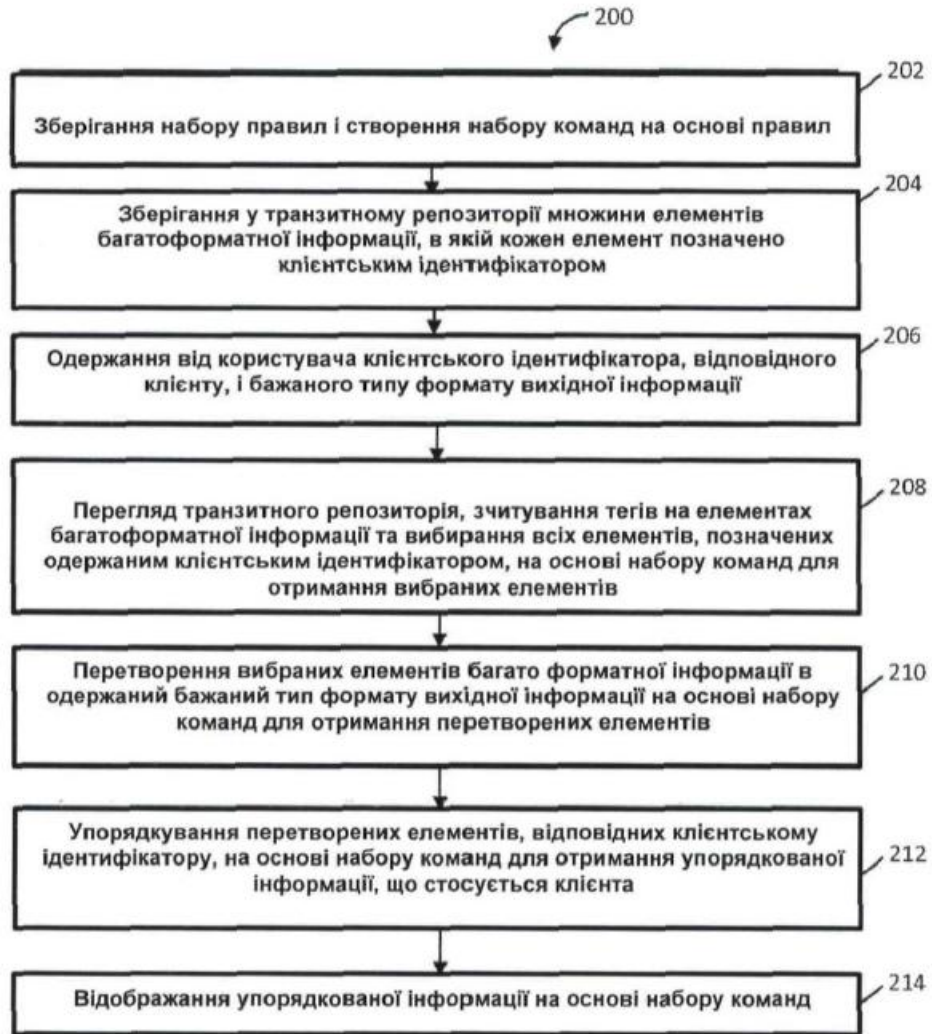 200
202
Зберігання набору правил і створення набору команд на основі правил
204
Зберігання у транзитному репозиторії множини елементів
багатоформатної інформації, в якій кожен елемент позначено
клієнтським ідентифікатором
206
Одержання від користувача клієнтського ідентифікатора, відповідного
клієнту, і бажаного типу формату вихідної інформації
208
Перегляд транзитного репозиторія, зчитування тегів на елементах
багатоформатної інформації та вибирання всіх елементів, позначених
одержаним клієнтським ідентифікатором, на основі набору команд для
отримання вибраних елементів
210
Перетворення вибраних елементів багато форматної інформації в
одержаний бажаний тип формату вихідної інформації на основі набору
команд для отримання перетворених елементів
212
Упорядкування перетворених елементів, відповідних клієнтському
ідентифікатору, на основі набору команд для отримання упорядкованої
інформації, що стосується клієнта
214
Відображання упорядкованої інформації на основі набору команд